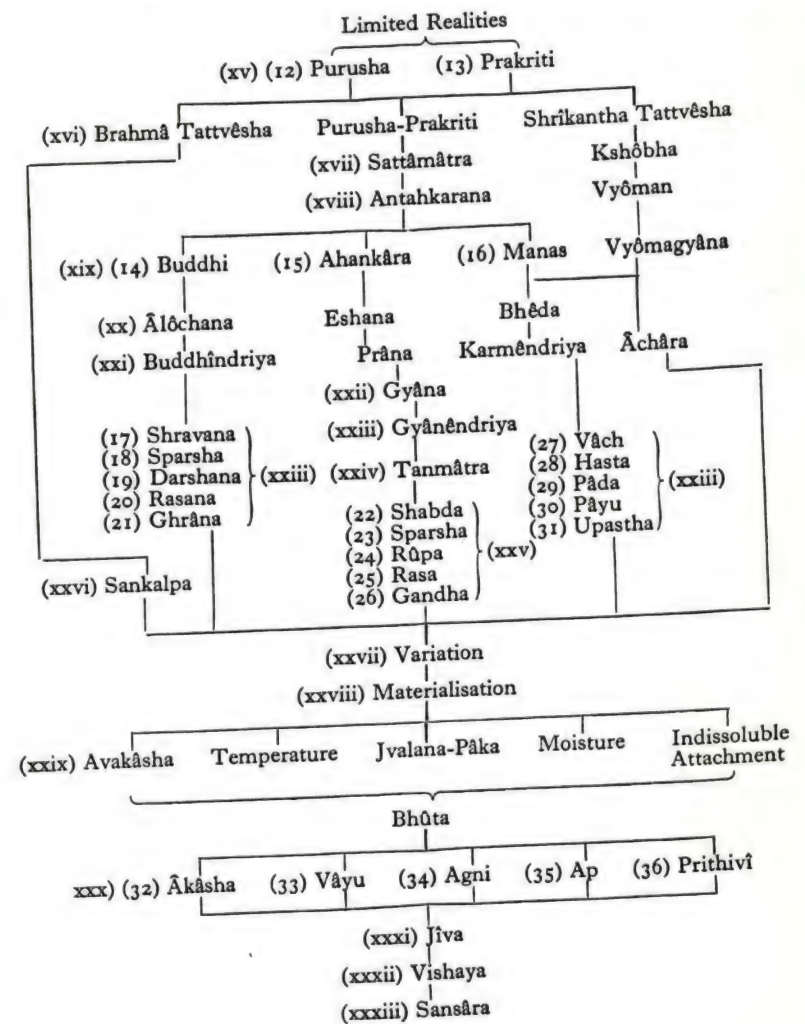 Limited Realities
(xv) (12) Purusha (13) Prakriti
(xvi) Brahmâ Tattvêsha Purusha-Prakriti Shrîkantha Tattvêsha
(xvii) Sattâmâtra Kshôbha
(xviii) Antahkarana Vyôman
(xix) (14) Buddhi (15) Ahankâra (16) Manas Vyômagyâna
(xx) Âlôchana Eshana Bhêda
(xxi) Buddhîndriya Prâna Karmêndriya Âchâra
(xxii) Gyâna
(xxiii) Gyânêndriya
(xxiv) Tanmâtra
(17) Shravana
(18) Sparsha
(19) Darshana (xxiii)
(20) Rasana
(21) Ghrâna
(22) Shabda
(23) Sparsha
(24) Rûpa (xxv)
(25) Rasa
(26) Gandha
(27) Vâch
(28) Hasta
(29) Pâda (xxiii)
(30) Pâyu
(31) Upastha
(xxvi) Sankalpa
(xxvii) Variation
(xxviii) Materialisation
(xxix) Avakâsha Temperature Jvalana-Pâka Moisture Indissoluble
Attachment
Bhûta
xxx) (32) Âkâsha (33) Vâyu (34) Agni (35) Ap (36) Prithivî
(xxxi) Jîva
(xxxii) Vishaya
(xxxiii) Sansâra